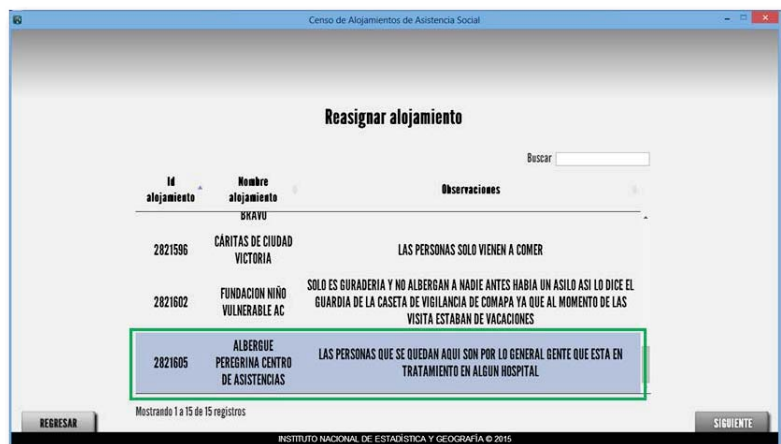 Censo de Alojamientos de Asistencia Social
Reasignar alojamiento
Buscar
Id alojamiento
Nombre alojamiento
Observaciones
BRAVO
2821596
CÁRITAS DE CIUDAD
VICTORIA
LAS PERSONAS SOLO VIENEN A COMER
2821602
FUNDACION NIÑO
VULNERABLE AC
SOLO ES GURADERIA Y NO ALBERGAN A NADIE ANTES HABIA UN ASILO ASI LO DICE EL
GUARDIA DE LA CASETA DE VIGILANCIA DE COMAPA YA QUE AL MOMENTO DE LAS
VISITA ESTABAN DE VACACIONES
2821605
ALBERGUE
PEREGRINA CENTRO
DE ASISTENCIAS
LAS PERSONAS QUE SE QUEDAN AQUI SON POR LO GENERAL GENTE QUE ESTA EN
TRATAMIENTO EN ALGUN HOSPITAL
Mostrando 1 a 15 de 15 registros
REGRESAR
SIGUIENTE
INSTITUTO NACIONAL DE ESTADÍSTICA Y GEOGRAFÍA © 2015